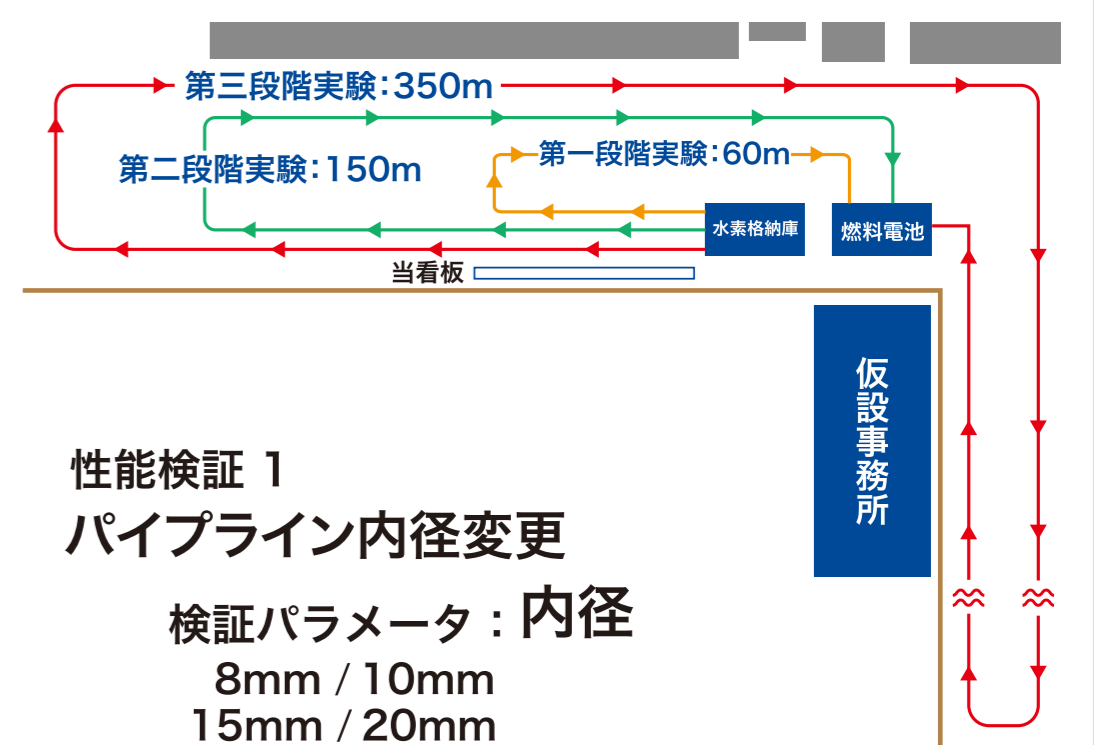 第三段階実験：350m
第一段階実験：60m
第二段階実験：150m
水素格納庫
燃料電池
当看板
仮設事務所
性能検証 1
パイプライン内径変更
検証パラメータ：内径
8mm / 10mm
15mm / 20mm